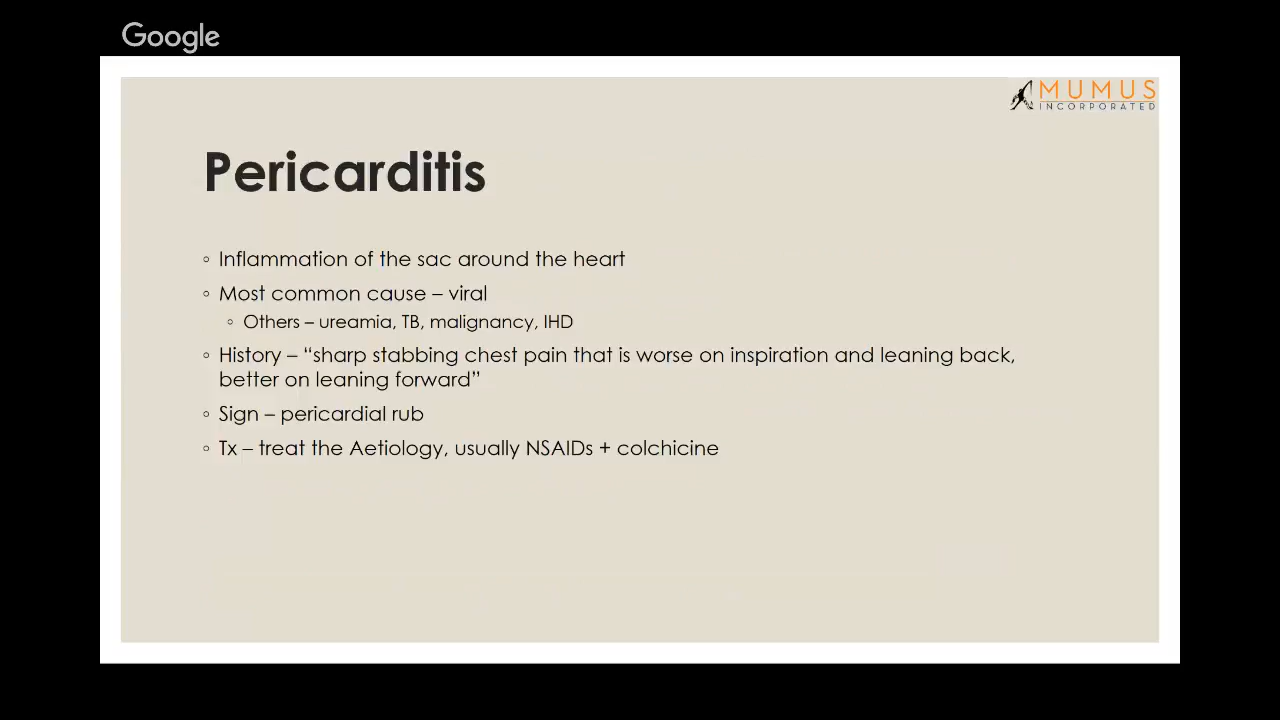 Google
MUMUS
INCORPORATED
Pericarditis
◦ Inflammation of the sac around the heart
◦ Most common cause – viral
◦ Others – ureamia, TB, malignancy, IHD
◦ History – “sharp stabbing chest pain that is worse on inspiration and leaning back,
better on leaning forward”
◦ Sign – pericardial rub
◦ Tx – treat the Aetiology, usually NSAIDs + colchicine